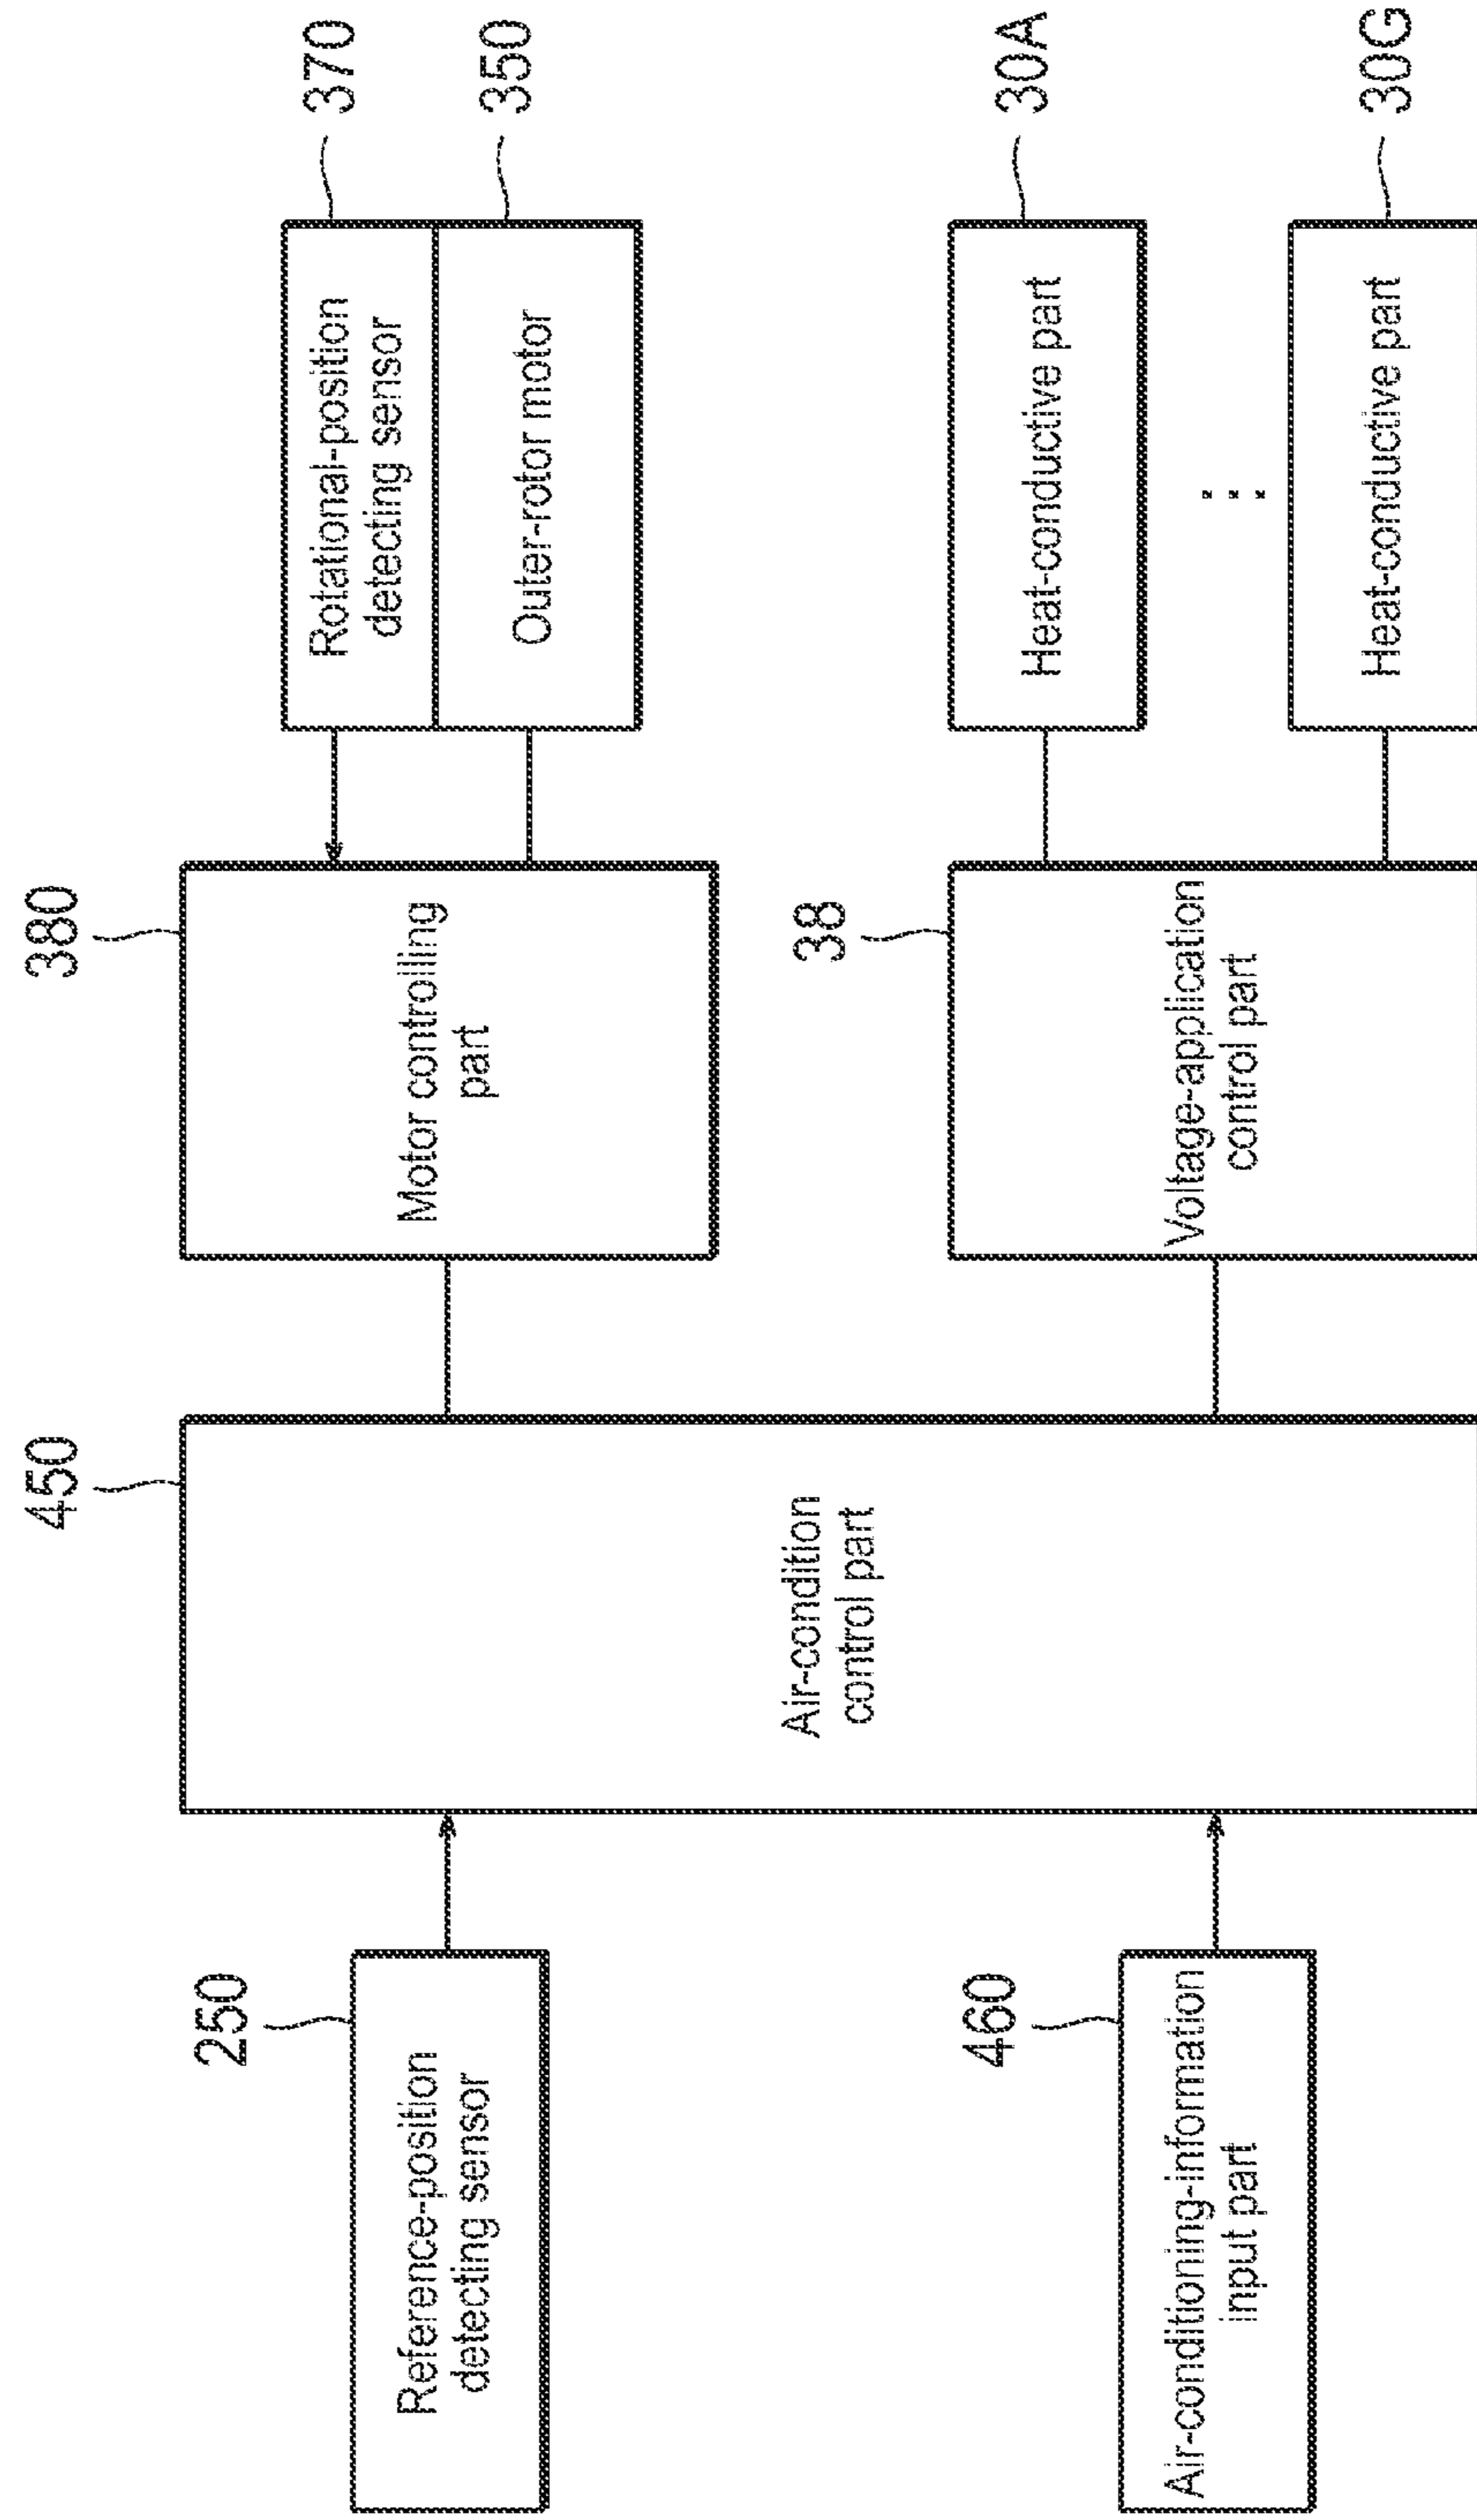 250
Reference-position
detecting sensor
460
Air-conditioning-information
input part
450
Air-condition
control part
380
Motor controlling
part
38
Voltage-application
control part
370
Rotational-position
detecting sensor
350
Outer-rotor motor
30A
Heat-conductive part
...
30G
Heat-conductive part